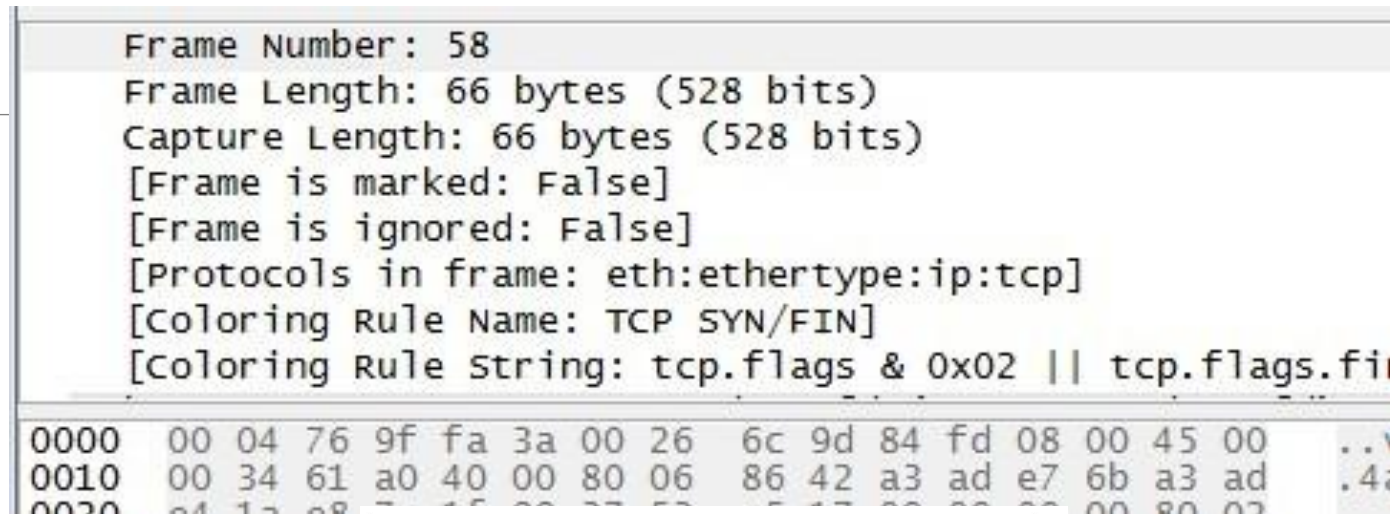 Frame Number: 58
Frame Length: 66 bytes (528 bits)
Capture Length: 66 bytes (528 bits)
[Frame is marked: False]
[Frame is ignored: False]
[Protocols in frame: eth:ethertype:ip:tcp]
[Coloring Rule Name: TCP SYN/FIN]
[Coloring Rule String: tcp.flags & 0x02 || tcp.flags.fi
0000 00 04 76 9f fa 3a 00 26 6c 9d 84 fd 08 00 45 00 ..v
0010 00 34 61 a0 40 00 80 06 86 42 a3 ad e7 6b a3 ad .4a